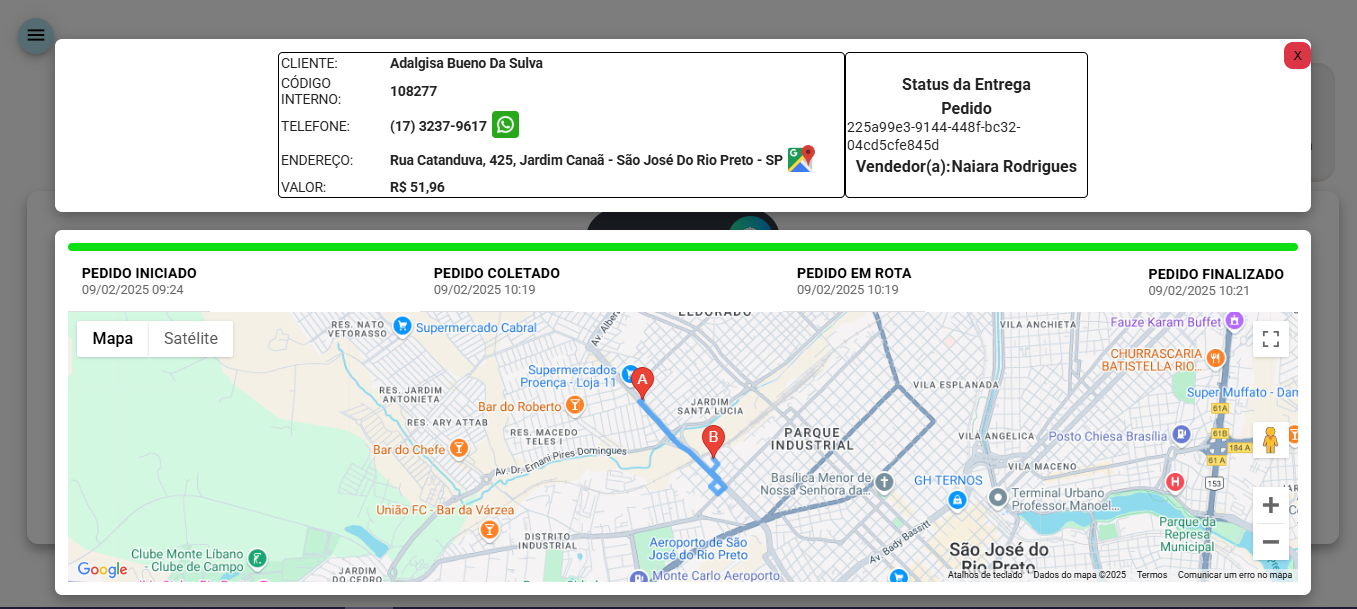 X
CLIENTE: Adalgisa Bueno Da Sulva
CÓDIGO
INTERNO: 108277
TELEFONE: (17) 3237-9617
ENDEREÇO: Rua Catanduva, 425, Jardim Canaã - São José Do Rio Preto - SP
VALOR: R$ 51,96
Status da Entrega
Pedido
225a99e3-9144-448f-bc32-
04cd5cfe845d
Vendedor(a):Naiara Rodrigues
PEDIDO INICIADO
09/02/2025 09:24
PEDIDO COLETADO
09/02/2025 10:19
PEDIDO EM ROTA
09/02/2025 10:19
PEDIDO FINALIZADO
09/02/2025 10:21
Mapa
Satélite
RES. NATO
VETORASSO
Supermercado Cabral
Av. Albert
ELDORADO
VILA ANCHIETA
Fauze Karam Buffet
CHURRASCARIA
BATISTELLA RIO...
Supermercados
Proença - Loja 11
A
RES. JARDIM
ANTONIETA
Bar do Roberto
JARDIM
SANTA LUCIA
VILA ESPLANADA
Super Muffato - Dam
61A
RES. ARY ATTAB
RES. MACEDO
TELES I
B
PARQUE
INDUSTRIAL
VILA ANGELICA
Posto Chiesa Brasília
61B
184 A
61 A
Bar do Chefe
Av. Dr. Ernani Pires Domingues
VILA MACENO
Basílica Menor de
Nossa Senhora da...
GH TERNOS
153
H
Terminal Urbano
Professor Manoel...
União FC - Bar da Várzea
DISTRITO
INDUSTRIAL
Aeroporto de São
José do Rio Preto
Av. Bady Bassitt
Parque da
Represa
Municipal
JARD
RE
Clube Monte Líbano
- Clube de Campo
São José do
Rio Preto
JARDIM
DO CEDRO
Monte Carlo Aeroporto
Google
Atalhos de teclado
Dados do mapa ©2025
Termos
Comunicar um erro no mapa